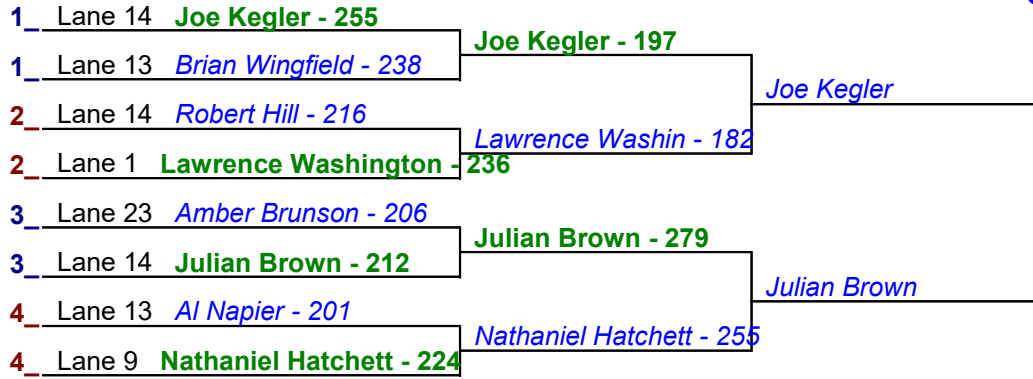 1_ Lane 14 Joe Kegler - 255
Joe Kegler - 197
1_ Lane 13 Brian Wingfield - 238
Joe Kegler
2_ Lane 14 Robert Hill - 216
Lawrence Washin - 182
2_ Lane 1 Lawrence Washington - 236
3_ Lane 23 Amber Brunson - 206
Julian Brown - 279
3_ Lane 14 Julian Brown - 212
Julian Brown
4_ Lane 13 Al Napier - 201
Nathaniel Hatchett - 255
4_ Lane 9 Nathaniel Hatchett - 224